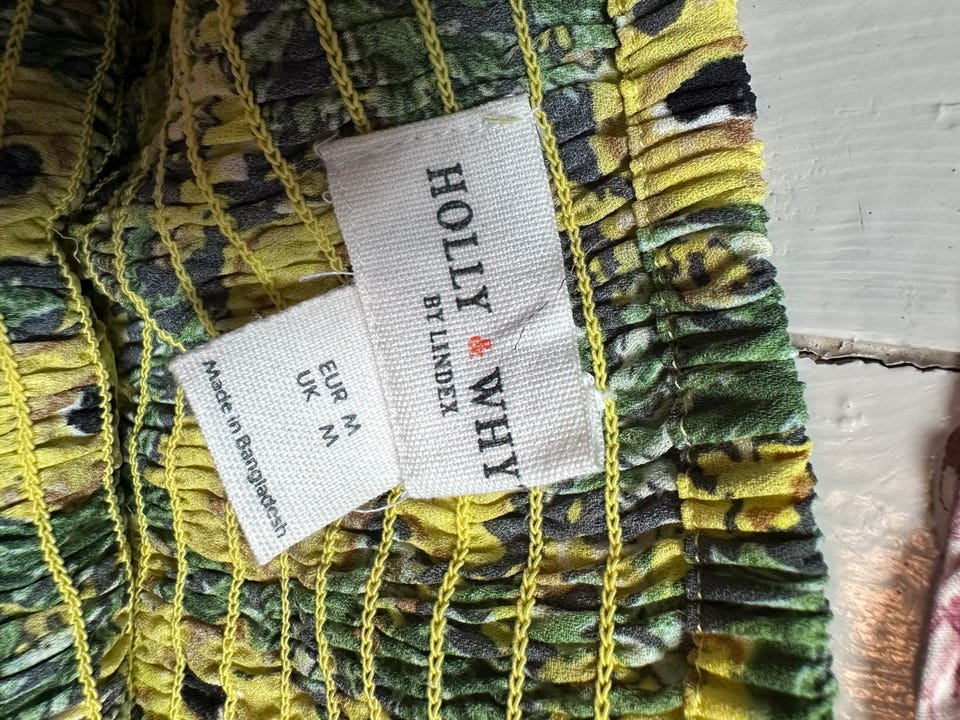 HOLLY & WHY
BY LINDEX
EUR M
UK M
Made in Bangladesh